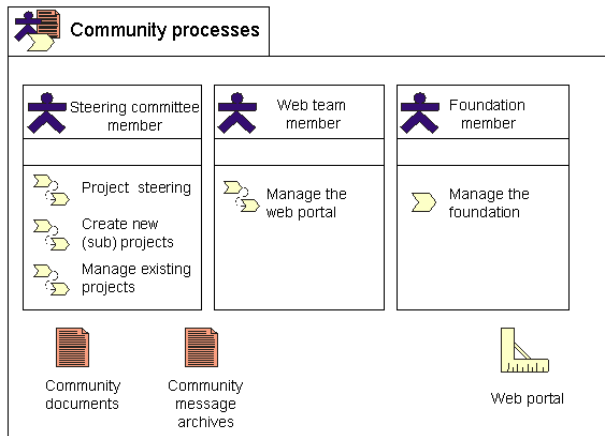 Community processes
Steering committee
member
Project steering
Create new
(sub) projects
Manage existing
projects
Web team
member
Manage the
web portal
Foundation
member
Manage the
foundation
Community
documents
Community
message
archives
Web portal